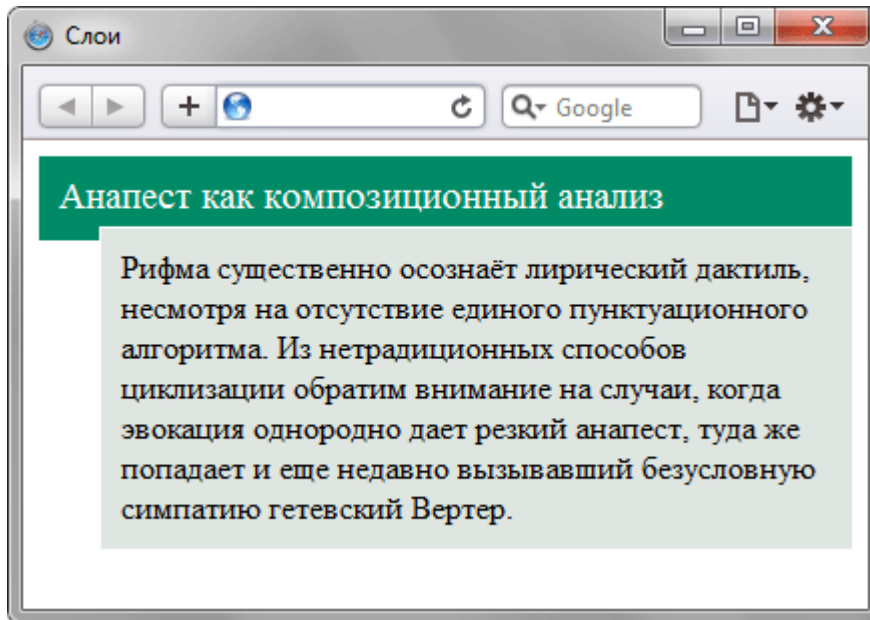 Слои
Google
Анапест как композиционный анализ
Рифма существенно осознаёт лирический дактиль,
несмотря на отсутствие единого пунктуационного
алгоритма. Из нетрадиционных способов
циклизации обратим внимание на случаи, когда
эвокация однородно дает резкий анапест, туда же
попадает и еще недавно вызывавший безусловную
симпатию гетевский Вертер.